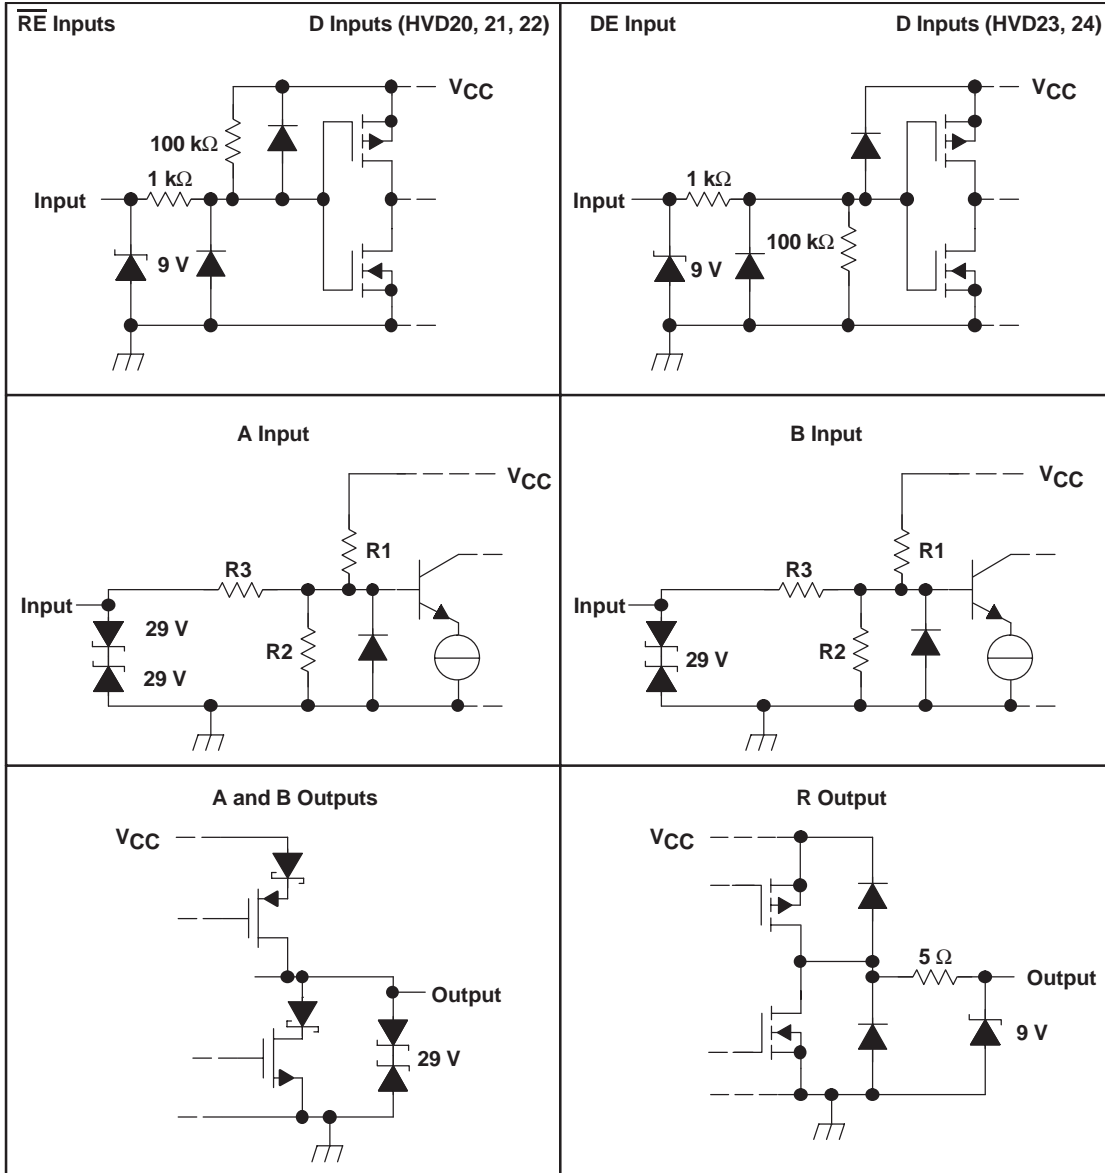 R̅E̅ Inputs D Inputs (HVD20, 21, 22)
VCC
100 kΩ
1 kΩ
Input
9 V
DE Input D Inputs (HVD23, 24)
VCC
1 kΩ
Input
100 kΩ
9 V
A Input
VCC
R1
R3
Input
29 V
R2
29 V
B Input
VCC
R1
R3
Input
R2
29 V
A and B Outputs
VCC
Output
29 V
R Output
VCC
5 Ω
Output
9 V